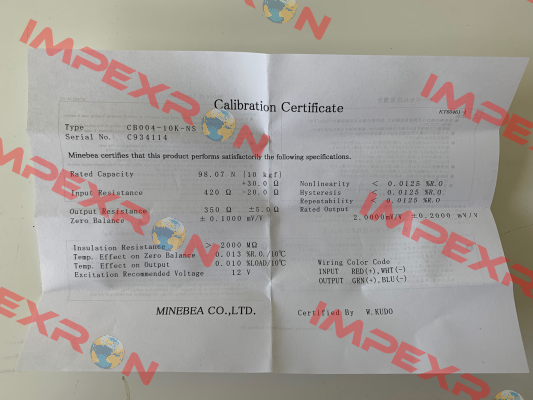 Calibration Certificate
Type CB004-10K-NS
Serial No. C934114
Minebea certifies that this product performs satisfactorily the following specifications.
Rated Capacity 98.07 N [10 kgf]
+30.0 Ω
Input Resistance 420 Ω -20.0 Ω
Output Resistance 350 Ω ±5.0 Ω
Zero Balance ± 0.1000 mV/V
Insulation Resistance > 2000 MΩ
Temp. Effect on Zero Balance 0.013 %R.O./10℃
Temp. Effect on Output 0.010 %LOAD/10℃
Excitation Recommended Voltage 12 V
Nonlinearity < 0.0125 %R.O.
Hysteresis < 0.0125 %R.O.
Repeatability < 0.0125 %R.O.
Rated Output
2.0000mV/V ±0.2000 mV/V
Wiring Color Code
INPUT RED(+),WHT(-)
OUTPUT GRN(+),BLU(-)
MINEBEA CO.,LTD.
Certified By W.KUDO
IMPEXRON
IMPEXRON
IMPEXR
IMPEXRON
IMPEXR